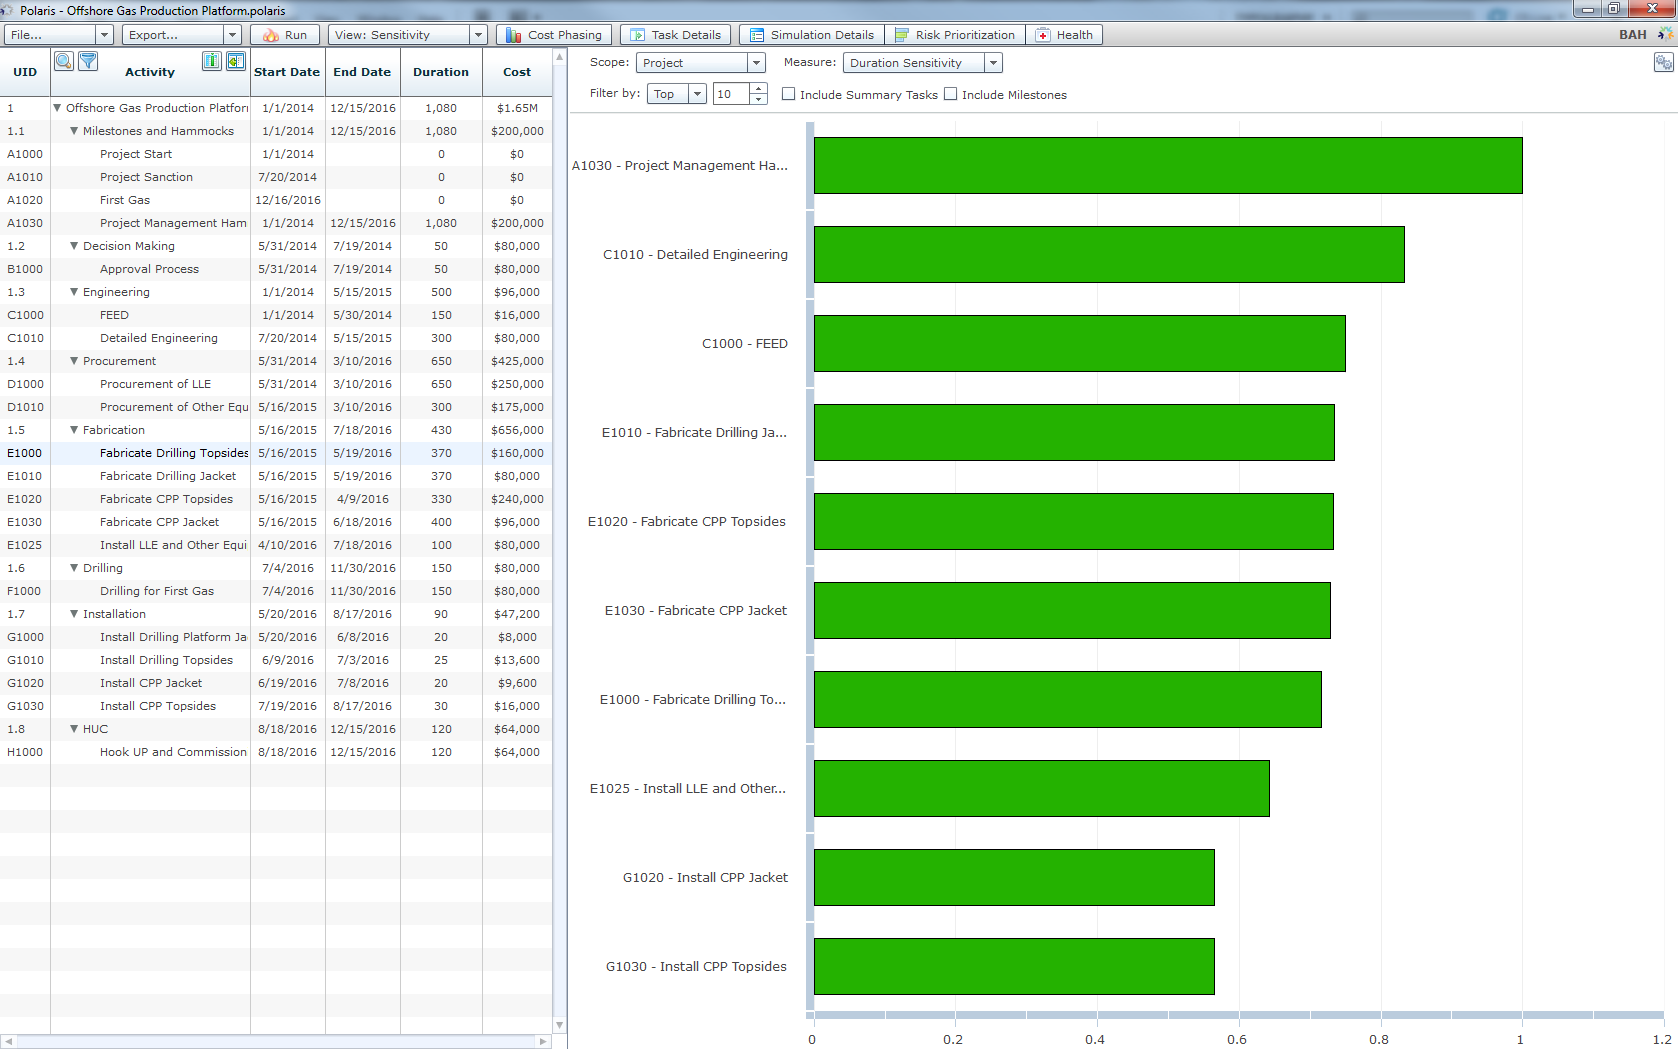 Polaris - Offshore Gas Production Platform.polaris
File... Export... Run View: Sensitivity Cost Phasing Task Details Simulation Details Risk Prioritization Health BAH
UID Activity Start Date End Date Duration Cost
1 Offshore Gas Production Platfor 1/1/2014 12/15/2016 1,080 $1.65M
1.1 Milestones and Hammocks 1/1/2014 12/15/2016 1,080 $200,000
A1000 Project Start 1/1/2014 0 $0
A1010 Project Sanction 7/20/2014 0 $0
A1020 First Gas 12/16/2016 0 $0
A1030 Project Management Ham 1/1/2014 12/15/2016 1,080 $200,000
1.2 Decision Making 5/31/2014 7/19/2014 50 $80,000
B1000 Approval Process 5/31/2014 7/19/2014 50 $80,000
1.3 Engineering 1/1/2014 5/15/2015 500 $96,000
C1000 FEED 1/1/2014 5/30/2014 150 $16,000
C1010 Detailed Engineering 7/20/2014 5/15/2015 300 $80,000
1.4 Procurement 5/31/2014 3/10/2016 650 $425,000
D1000 Procurement of LLE 5/31/2014 3/10/2016 650 $250,000
D1010 Procurement of Other Equ 5/16/2015 3/10/2016 300 $175,000
1.5 Fabrication 5/16/2015 7/18/2016 430 $656,000
E1000 Fabricate Drilling Topsides 5/16/2015 5/19/2016 370 $160,000
E1010 Fabricate Drilling Jacket 5/16/2015 5/19/2016 370 $80,000
E1020 Fabricate CPP Topsides 5/16/2015 4/9/2016 330 $240,000
E1030 Fabricate CPP Jacket 5/16/2015 6/18/2016 400 $96,000
E1025 Install LLE and Other Equi 4/10/2016 7/18/2016 100 $80,000
1.6 Drilling 7/4/2016 11/30/2016 150 $80,000
F1000 Drilling for First Gas 7/4/2016 11/30/2016 150 $80,000
1.7 Installation 5/20/2016 8/17/2016 90 $47,200
G1000 Install Drilling Platform Ja 5/20/2016 6/8/2016 20 $8,000
G1010 Install Drilling Topsides 6/9/2016 7/3/2016 25 $13,600
G1020 Install CPP Jacket 6/19/2016 7/8/2016 20 $9,600
G1030 Install CPP Topsides 7/19/2016 8/17/2016 30 $16,000
1.8 HUC 8/18/2016 12/15/2016 120 $64,000
H1000 Hook UP and Commission 8/18/2016 12/15/2016 120 $64,000
Scope: Project Measure: Duration Sensitivity
Filter by: Top 10 Include Summary Tasks Include Milestones
A1030 - Project Management Ha...
C1010 - Detailed Engineering
C1000 - FEED
E1010 - Fabricate Drilling Ja...
E1020 - Fabricate CPP Topsides
E1030 - Fabricate CPP Jacket
E1000 - Fabricate Drilling To...
E1025 - Install LLE and Other...
G1020 - Install CPP Jacket
G1030 - Install CPP Topsides
0 0.2 0.4 0.6 0.8 1 1.2